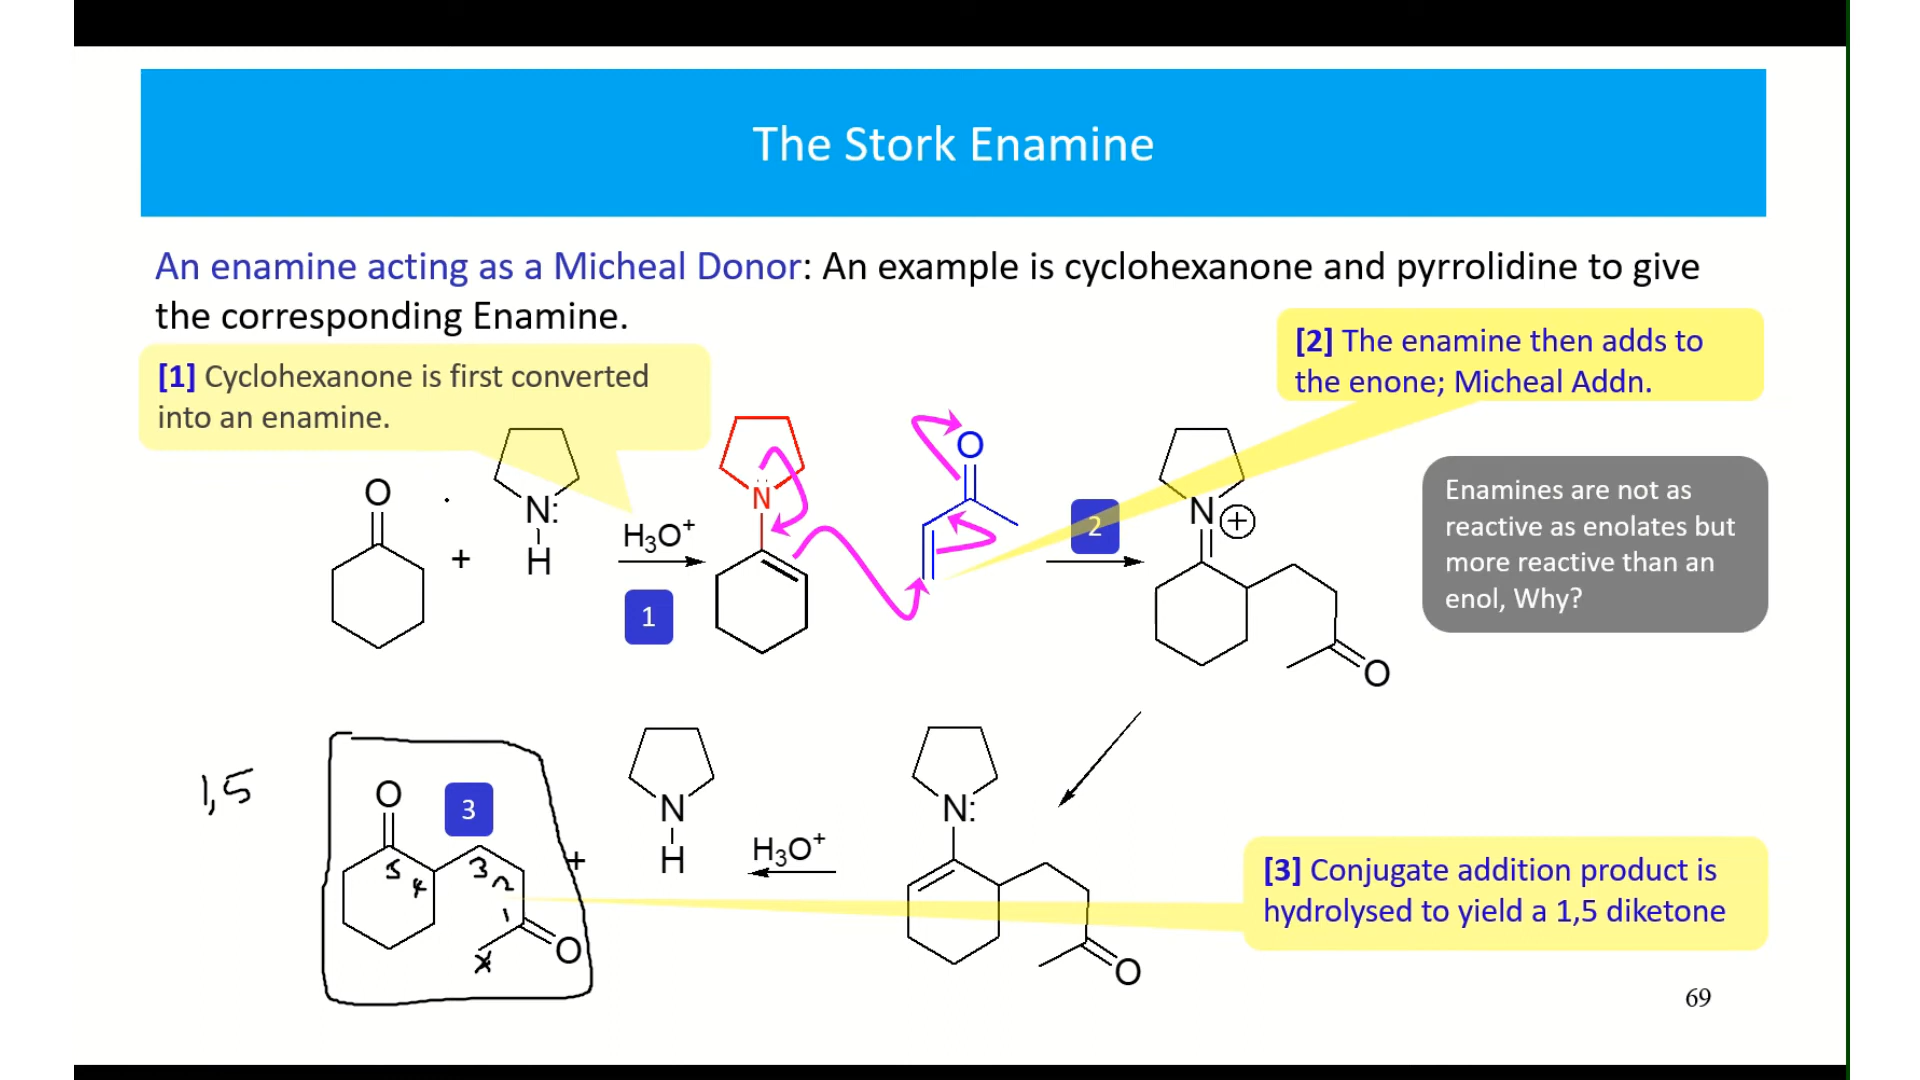 The Stork Enamine
An enamine acting as a Micheal Donor: An example is cyclohexanone and pyrrolidine to give
the corresponding Enamine.
[1] Cyclohexanone is first converted
into an enamine.
[2] The enamine then adds to
the enone; Micheal Addn.
O
+
N:
H
H₃O⁺
1
N
O
2
N
+
O
Enamines are not as
reactive as enolates but
more reactive than an
enol, Why?
1,5
O
3
5
4
3
2
1
O
+
N
H
H₃O⁺
N:
O
[3] Conjugate addition product is
hydrolysed to yield a 1,5 diketone
69